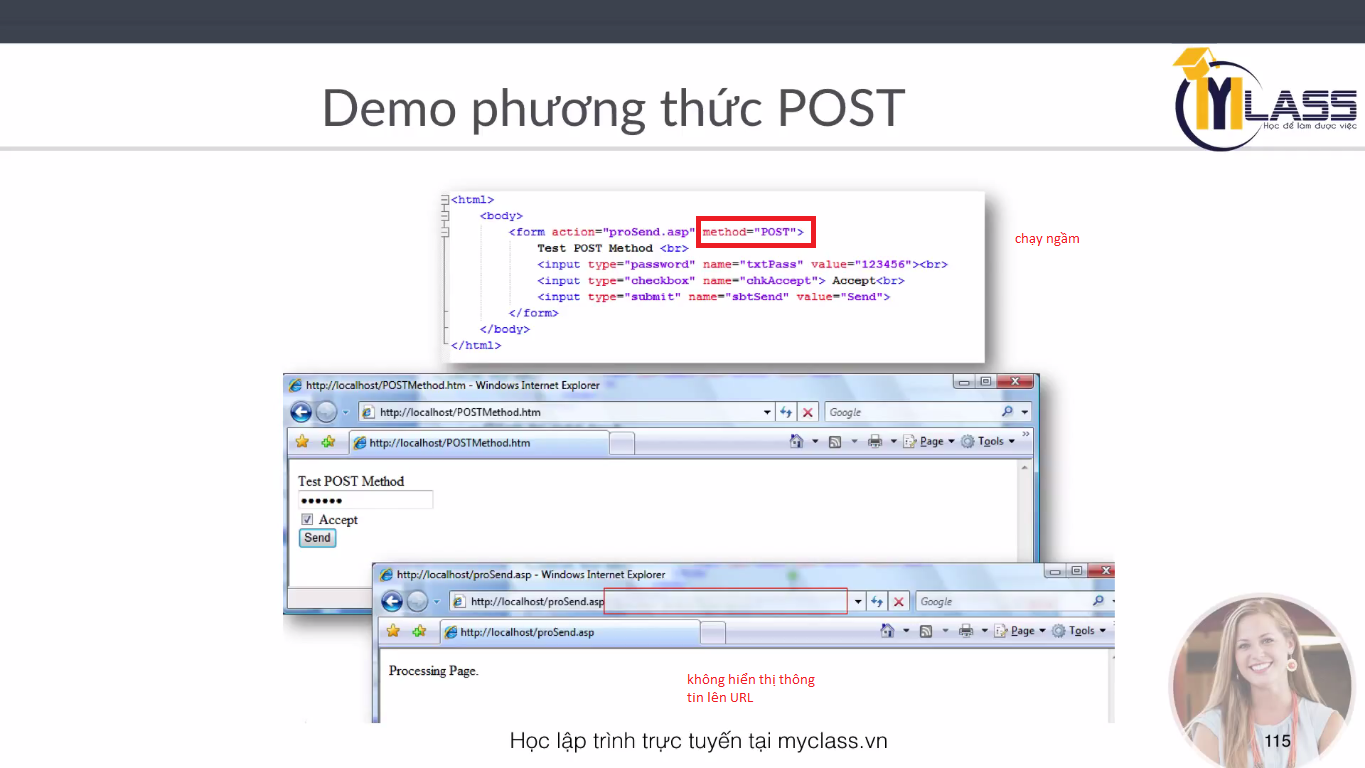 Demo phương thức POST
MYCLASS
Học để làm được việc
<html>
<body>
<form action="proSend.asp" method="POST">
Test POST Method <br>
<input type="password" name="txtPass" value="123456"><br>
<input type="checkbox" name="chkAccept"> Accept<br>
<input type="submit" name="sbtSend" value="Send">
</form>
</body>
</html>
chạy ngầm
http://localhost/POSTMethod.htm - Windows Internet Explorer
http://localhost/POSTMethod.htm
Google
http://localhost/POSTMethod.htm
Page
Tools
Test POST Method
Accept
Send
http://localhost/proSend.asp - Windows Internet Explorer
http://localhost/proSend.asp
Google
http://localhost/proSend.asp
Page
Tools
Processing Page.
không hiển thị thông
tin lên URL
Học lập trình trực tuyến tại myclass.vn
115